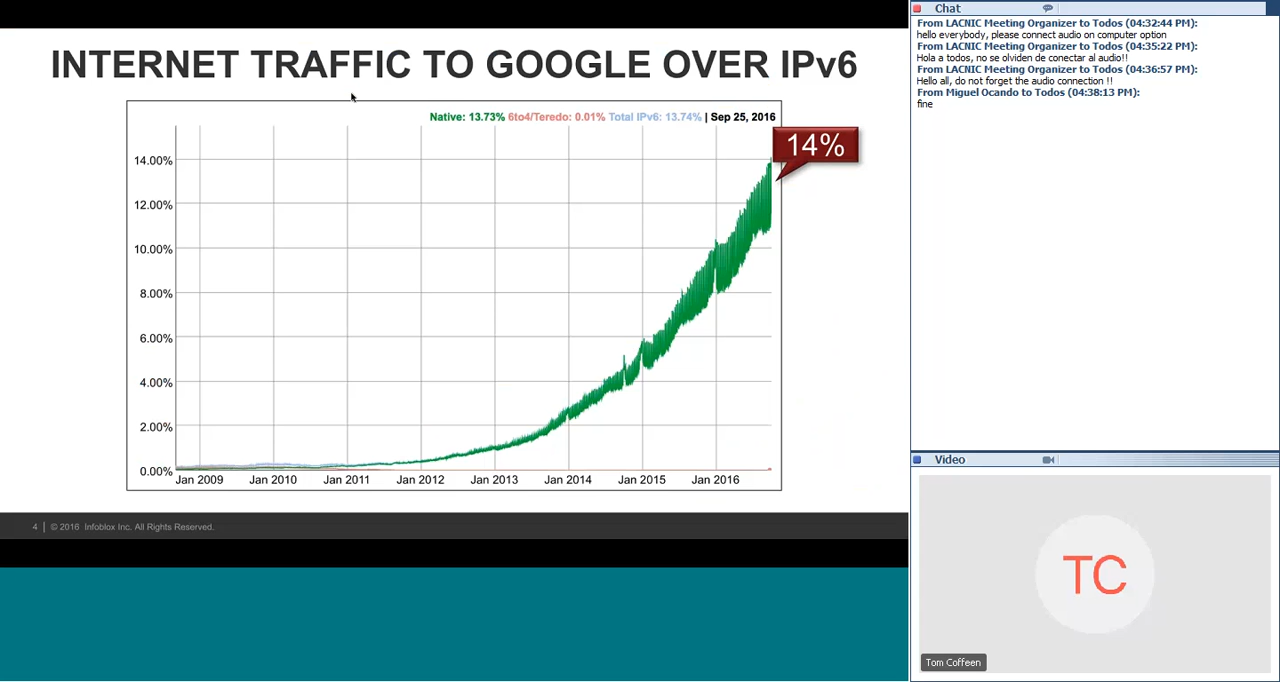 INTERNET TRAFFIC TO GOOGLE OVER IPv6
Native: 13.73% 6to4/Teredo: 0.01% Total IPv6: 13.74% | Sep 25, 2016
14%
14.00%
12.00%
10.00%
8.00%
6.00%
4.00%
2.00%
0.00%
Jan 2009 Jan 2010 Jan 2011 Jan 2012 Jan 2013 Jan 2014 Jan 2015 Jan 2016
4 | © 2016 Infoblox Inc. All Rights Reserved.
Chat
From LACNIC Meeting Organizer to Todos (04:32:44 PM):
hello everybody, please connect audio on computer option
From LACNIC Meeting Organizer to Todos (04:35:22 PM):
Hola a todos, no se olviden de conectar al audio!!
From LACNIC Meeting Organizer to Todos (04:36:57 PM):
Hello all, do not forget the audio connection !!
From Miguel Ocando to Todos (04:38:13 PM):
fine
Video
TC
Tom Coffeen